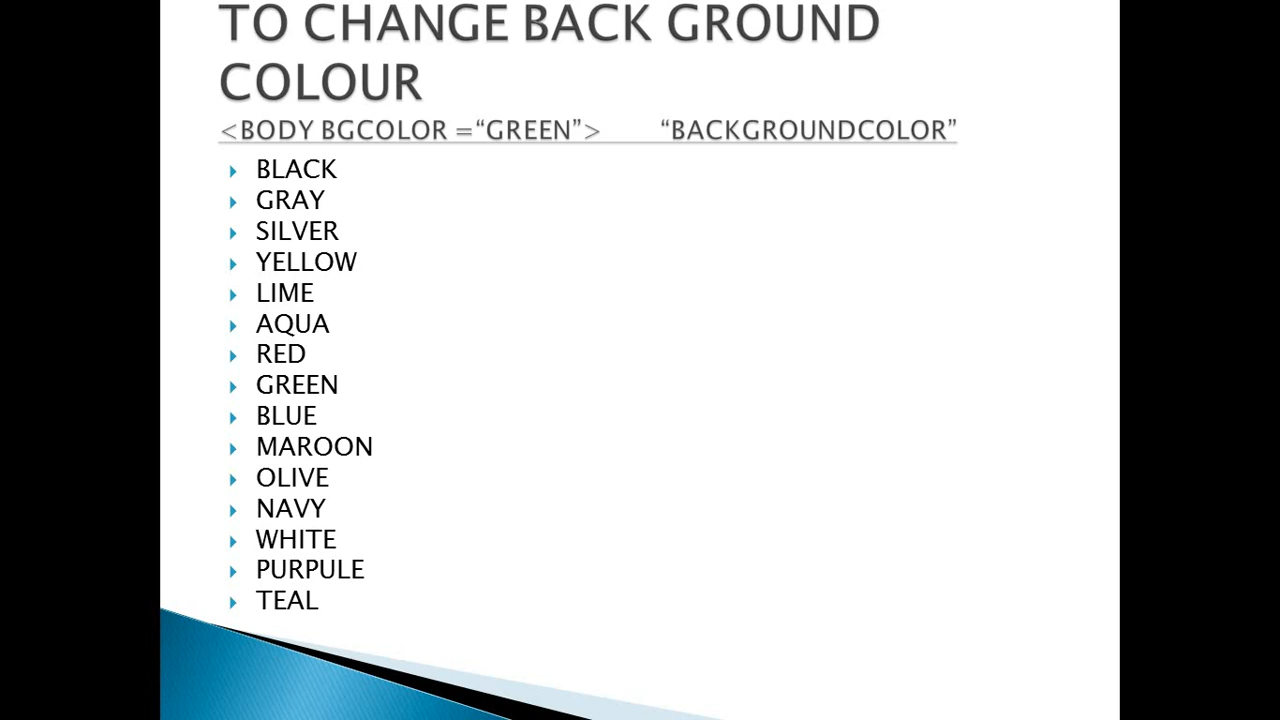 TO CHANGE BACK GROUND
COLOUR
<BODY BGCOLOR =“GREEN”> “BACKGROUNDCOLOR”
BLACK
GRAY
SILVER
YELLOW
LIME
AQUA
RED
GREEN
BLUE
MAROON
OLIVE
NAVY
WHITE
PURPULE
TEAL